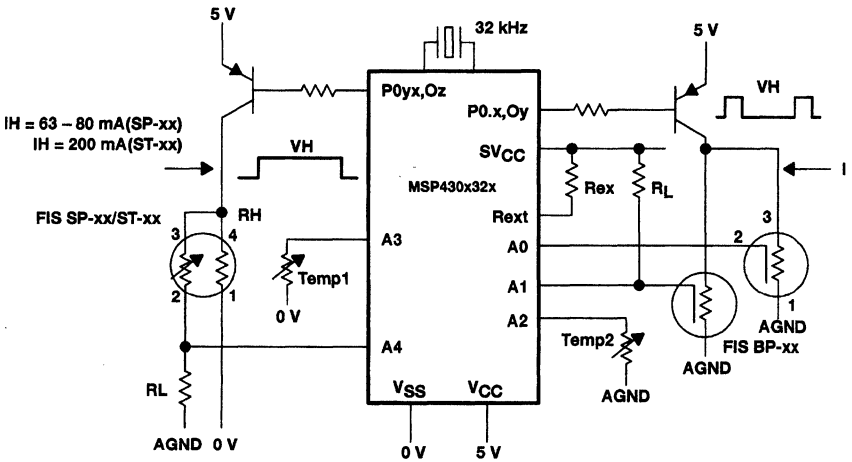 5 V
32 kHz
5 V
P0yx,Oz
P0.x,Oy
VH
IH = 63 – 80 mA(SP-xx)
IH = 200 mA(ST-xx)
VH
SVCC
MSP430x32x
Rex
RL
I
FIS SP-xx/ST-xx
RH
Rext
3
4
A3
A0
2
3
Temp1
A1
2
1
0 V
A2
1
AGND
Temp2
FIS BP-xx
A4
AGND
RL
AGND
VSS
VCC
AGND
0 V
0 V
5 V